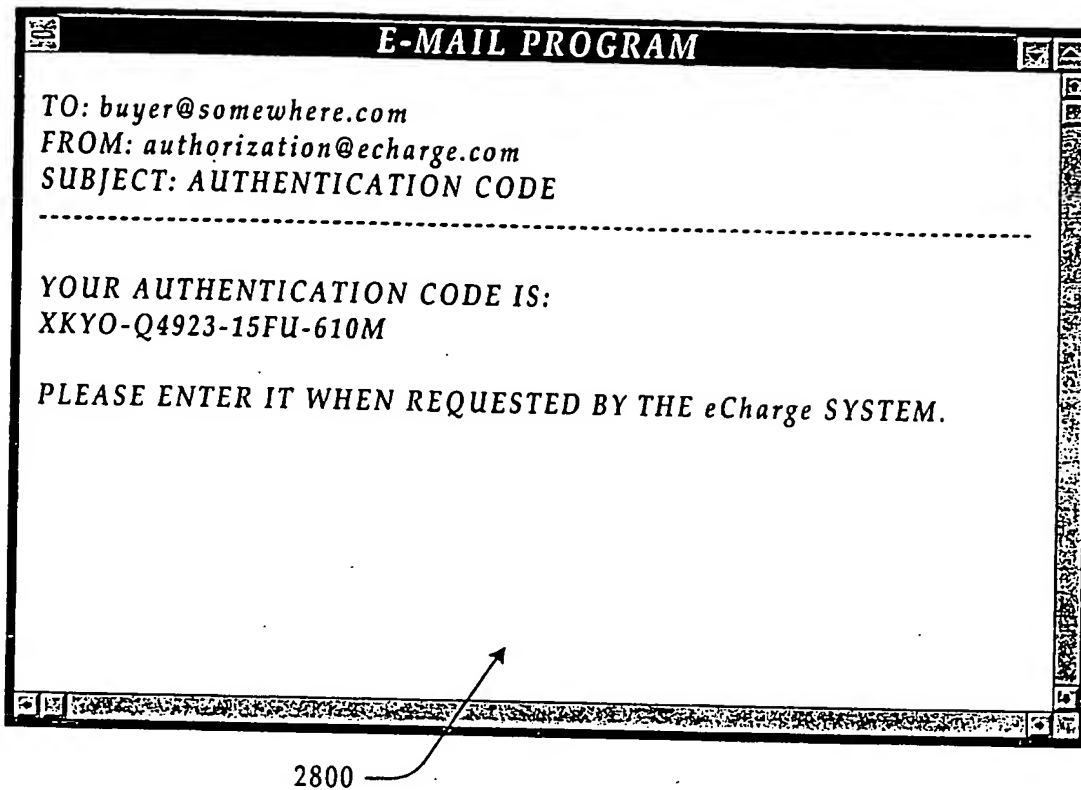 E-MAIL PROGRAM
TO: buyer@somewhere.com
FROM: authorization@echarge.com
SUBJECT: AUTHENTICATION CODE
YOUR AUTHENTICATION CODE IS:
XKYO-Q4923-15FU-610M
PLEASE ENTER IT WHEN REQUESTED BY THE eCharge SYSTEM.
2800